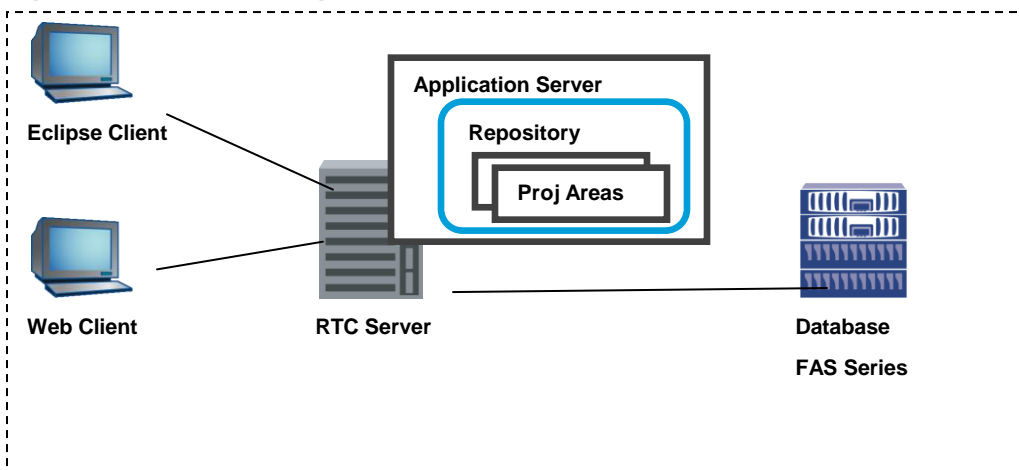 Application Server
Eclipse Client
Repository
Proj Areas
Web Client
RTC Server
Database
FAS Series